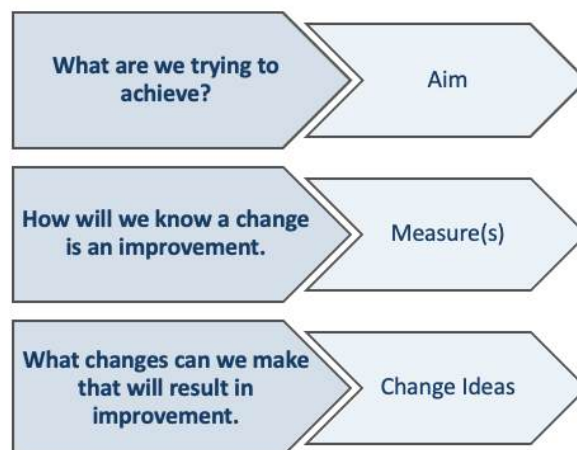 What are we trying to
achieve?
Aim
How will we know a change
is an improvement.
Measure(s)
What changes can we make
that will result in
improvement.
Change Ideas